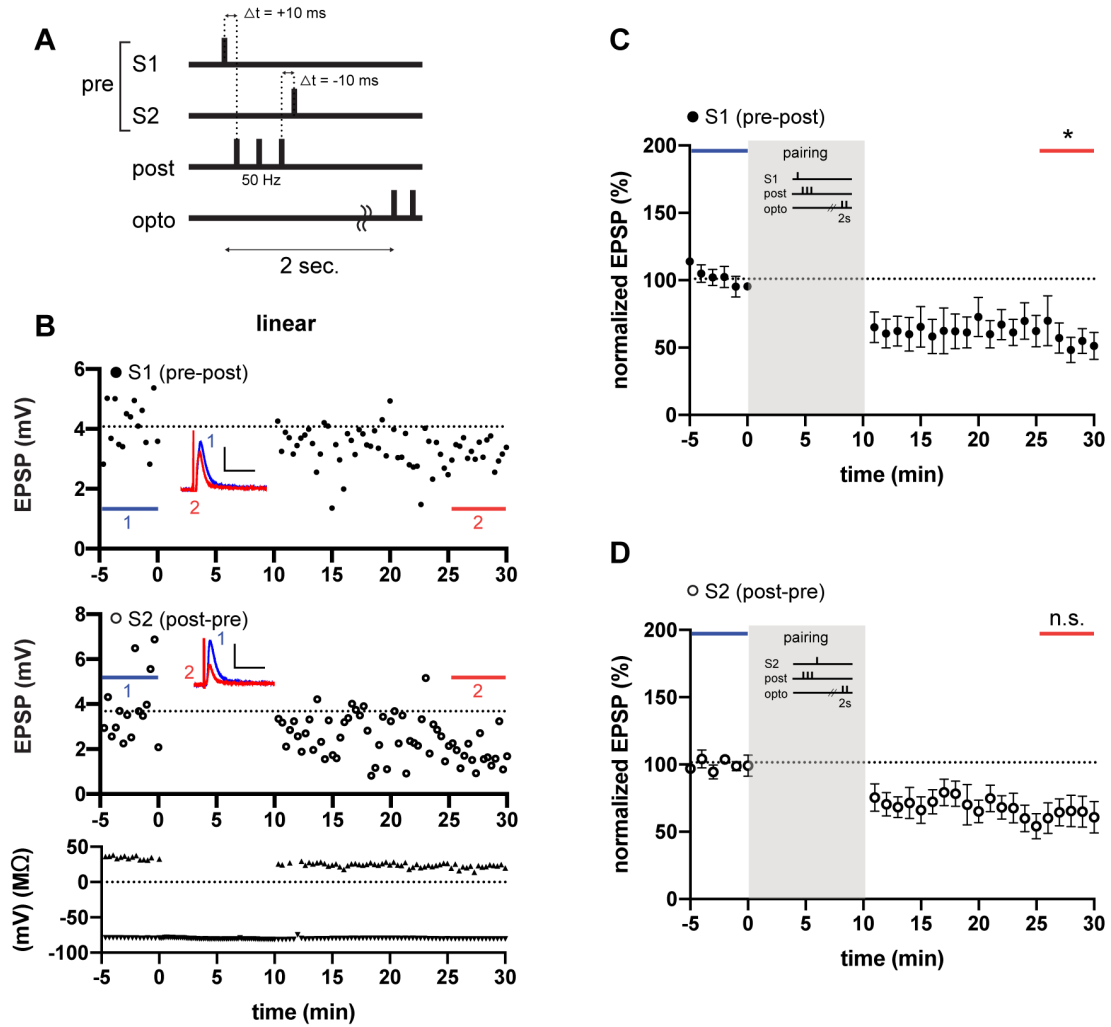 A
Δt = +10 ms
pre
S1
Δt = -10 ms
S2
post
50 Hz
opto
2 sec.
B
linear
S1 (pre-post)
EPSP (mV)
6
4
2
0
1
2
1
2
-5 0 5 10 15 20 25 30
S2 (post-pre)
EPSP (mV)
8
6
4
2
0
1
2
1
2
-5 0 5 10 15 20 25 30
(mV) (MΩ)
50
0
-50
-100
-5 0 5 10 15 20 25 30
time (min)
C
S1 (pre-post)
*
normalized EPSP (%)
200
150
100
50
0
pairing
S1
post
opto
2s
-5 0 5 10 15 20 25 30
time (min)
D
S2 (post-pre)
n.s.
normalized EPSP (%)
200
150
100
50
0
pairing
S2
post
opto
2s
-5 0 5 10 15 20 25 30
time (min)